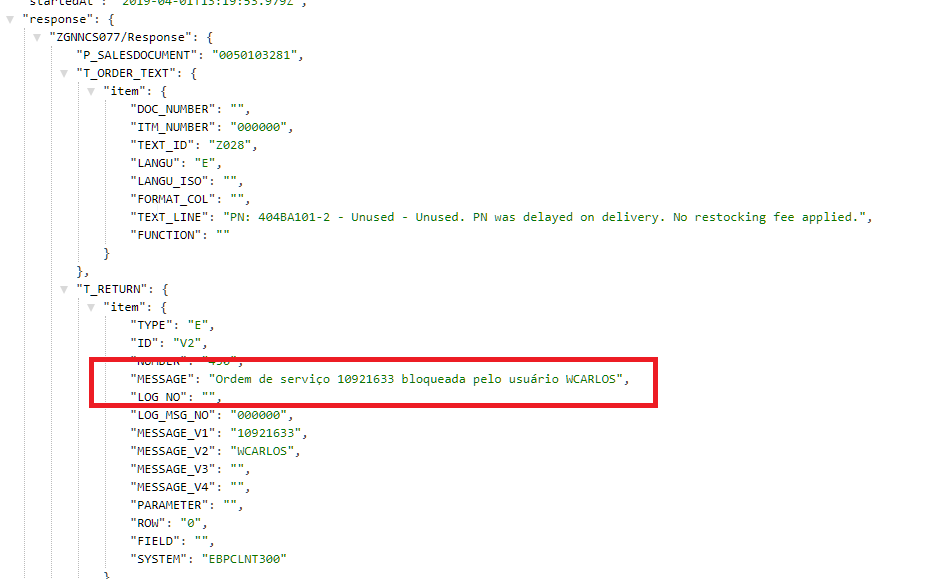 startedAt : 2019-04-01T13:19:53.979Z ,
"response": {
"ZGNNCS077/Response": {
"P_SALESDOCUMENT": "0050103281",
"T_ORDER_TEXT": {
"item": {
"DOC_NUMBER": "",
"ITM_NUMBER": "000000",
"TEXT_ID": "Z028",
"LANGU": "E",
"LANGU_ISO": "",
"FORMAT_COL": "",
"TEXT_LINE": "PN: 404BA101-2 - Unused - Unused. PN was delayed on delivery. No restocking fee applied.",
"FUNCTION": ""
}
},
"T_RETURN": {
"item": {
"TYPE": "E",
"ID": "V2",
"NUMBER":
"MESSAGE": "Ordem de serviço 10921633 bloqueada pelo usuário WCARLOS",
"LOG_NO": "",
"LOG_MSG_NO": "000000",
"MESSAGE_V1": "10921633",
"MESSAGE_V2": "WCARLOS",
"MESSAGE_V3": "",
"MESSAGE_V4": "",
"PARAMETER": "",
"ROW": "0",
"FIELD": "",
"SYSTEM": "EBPCLNT300"
}